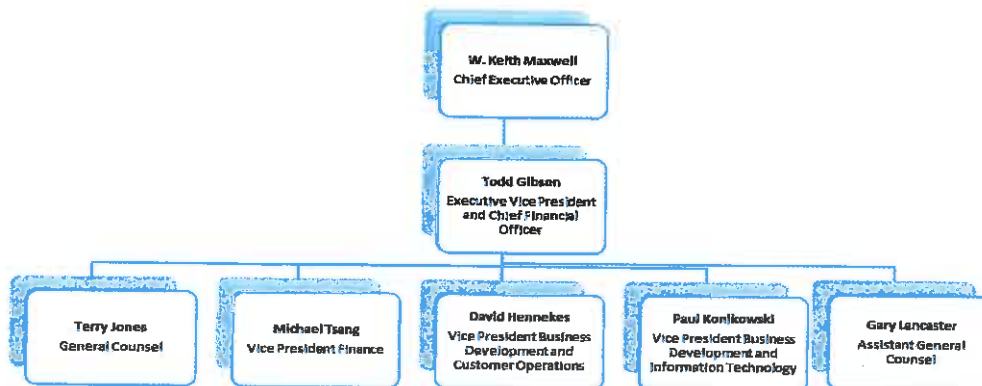 W. Keith Maxwell
Chief Executive Officer
Todd Gibson
Executive Vice President
and Chief Financial
Officer
Terry Jones
General Counsel
Michael Tsang
Vice President Finance
David Hennekes
Vice President Business
Development and
Customer Operations
Paul Konikowski
Vice President Business
Development and
Information Technology
Gary Lancaster
Assistant General
Counsel